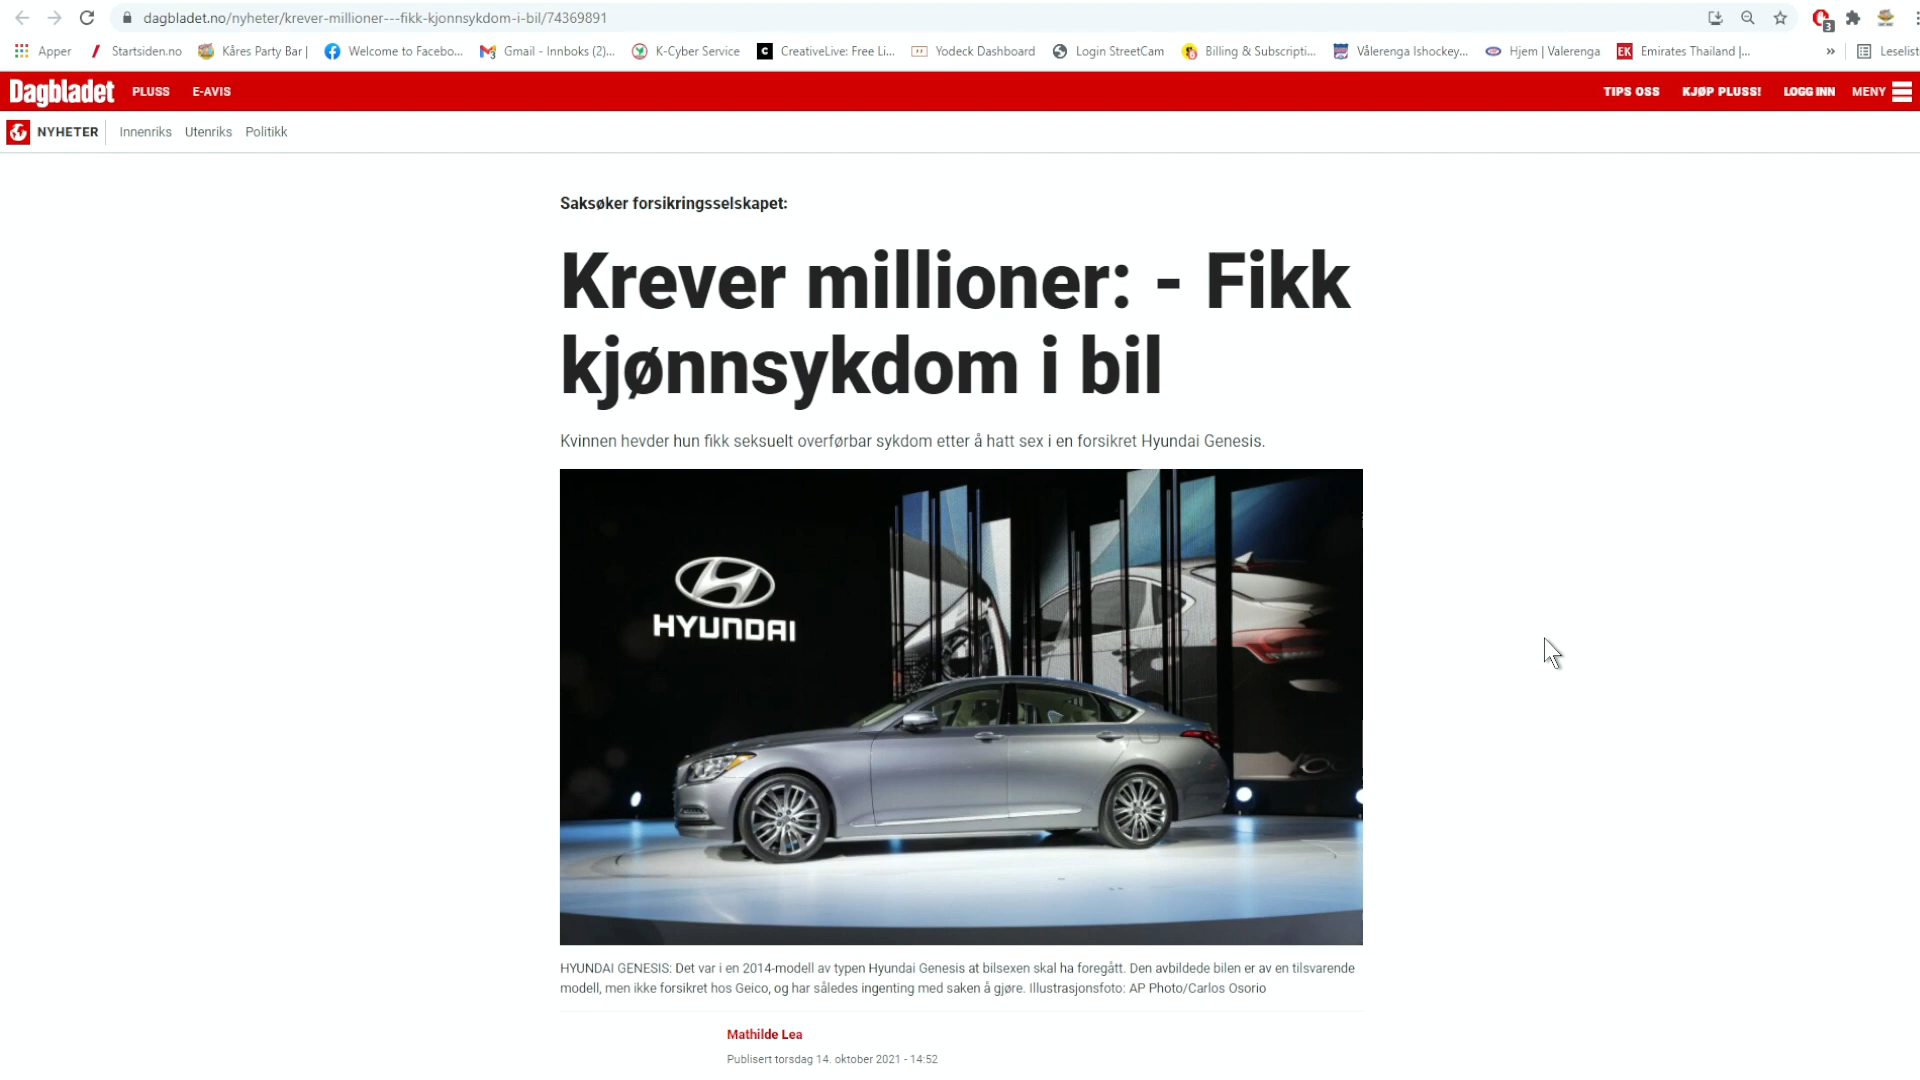 dagbladet.no/nyheter/krever-millioner---fikk-kjonnsykdom-i-bil/74369891
3
Apper
Startsiden.no
Kåres Party Bar |
Welcome to Facebo...
Gmail - Innboks (2)...
K-Cyber Service
CreativeLive: Free Li...
Yodeck Dashboard
Login StreetCam
Billing & Subscripti...
Vålerenga Ishockey...
Hjem | Valerenga
EK Emirates Thailand |...
»
Leselist
Dagbladet PLUSS E-AVIS TIPS OSS KJØP PLUSS! LOGG INN MENY
NYHETER Innenriks Utenriks Politikk
Saksøker forsikringsselskapet:
Krever millioner: - Fikk
kjønnsykdom i bil
Kvinnen hevder hun fikk seksuelt overførbar sykdom etter å hatt sex i en forsikret Hyundai Genesis.
HYUNDAI
HYUNDAI GENESIS: Det var i en 2014-modell av typen Hyundai Genesis at bilsexen skal ha foregått. Den avbildede bilen er av en tilsvarende
modell, men ikke forsikret hos Geico, og har således ingenting med saken å gjøre. Illustrasjonsfoto: AP Photo/Carlos Osorio
Mathilde Lea
Publisert torsdag 14. oktober 2021 - 14:52